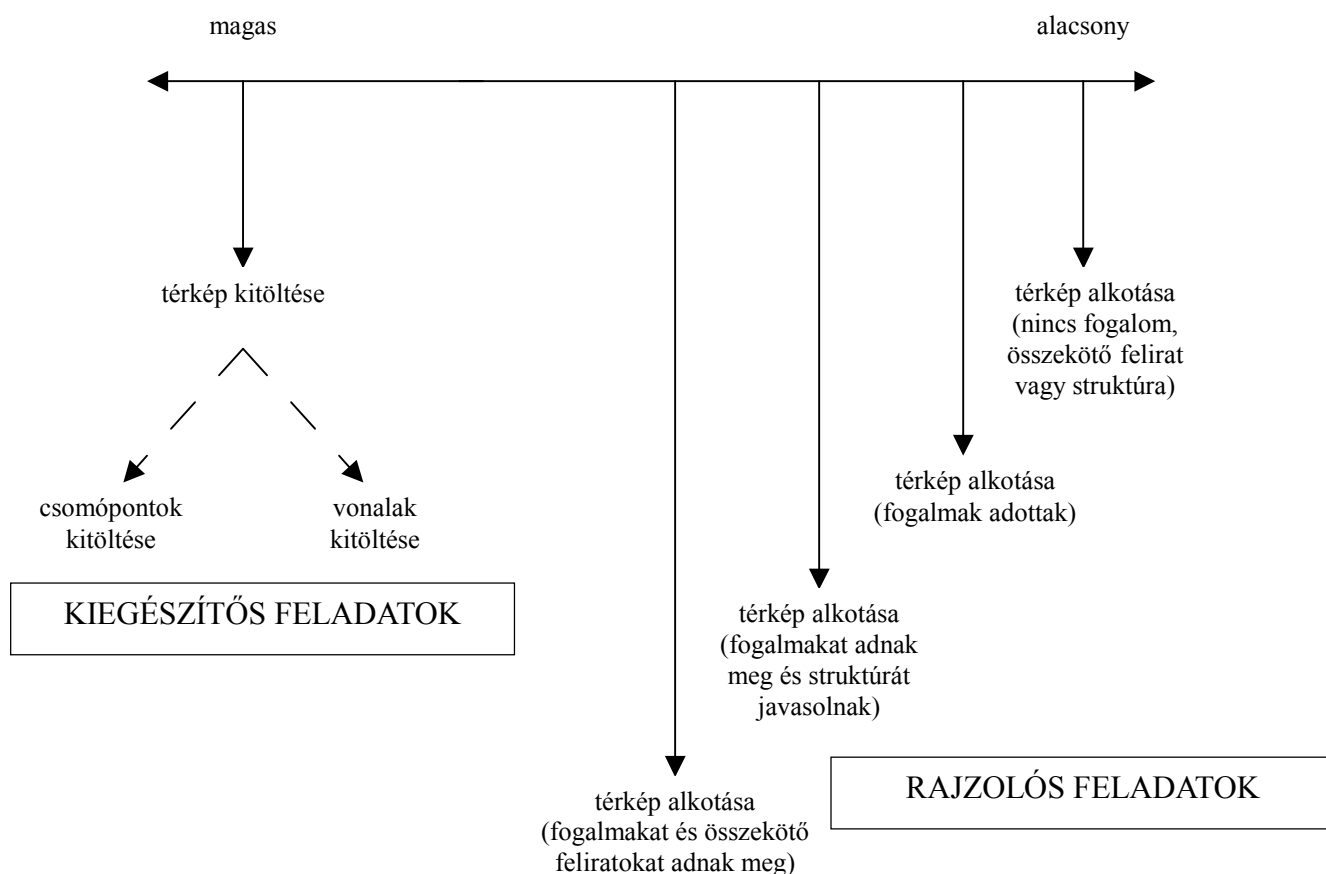 magas
alacsony
térkép kitöltése
csomópontok
kitöltése
vonalak
kitöltése
KIEGÉSZÍTŐS FELADATOK
térkép alkotása
(nincs fogalom,
összekötő felirat
vagy struktúra)
térkép alkotása
(fogalmak adottak)
térkép alkotása
(fogalmakat adnak
meg és struktúrát
javasolnak)
RAJZOLÓS FELADATOK
térkép alkotása
(fogalmakat és összekötő
feliratokat adnak meg)